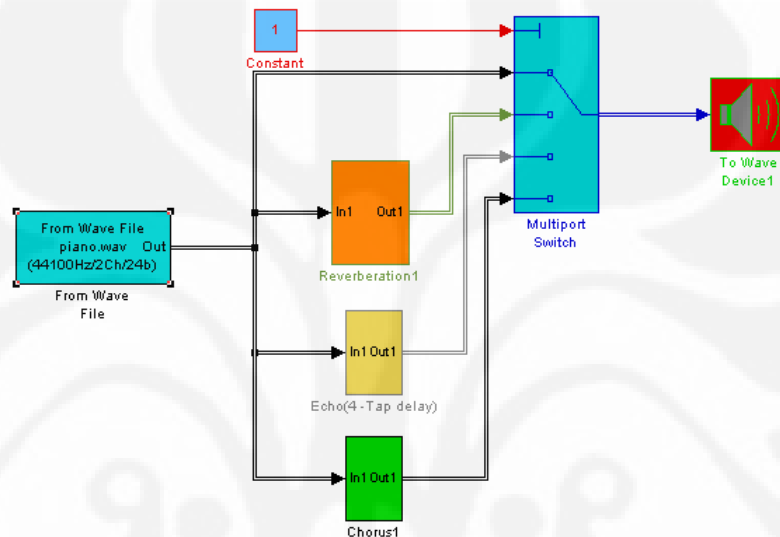 1
Constant
To Wave
Device1
Multiport
Switch
In1 Out1
Reverberation1
From Wave File
piano.wav Out
(44100Hz/2Ch/24b)
From Wave
File
In1 Out1
Echo(4-Tap delay)
In1 Out1
Chorus1